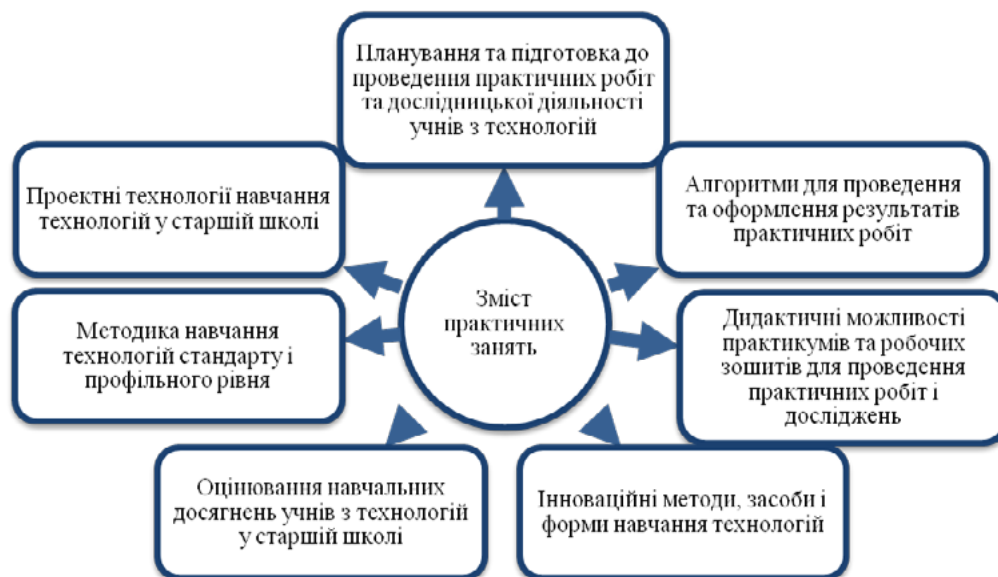 Планування та підготовка до
проведення практичних робіт
та дослідницької діяльності
учнів з технологій
Проектні технології навчання
технологій у старшій школі
Алгоритми для проведення
та оформлення результатів
практичних робіт
Зміст
практичних
занять
Методика навчання
технологій стандарту і
профільного рівня
Дидактичні можливості
практикумів та робочих
зошитів для проведення
практичних робіт і
досліджень
Оцінювання навчальних
досягнень учнів з технологій
у старшій школі
Інноваційні методи, засоби і
форми навчання технологій